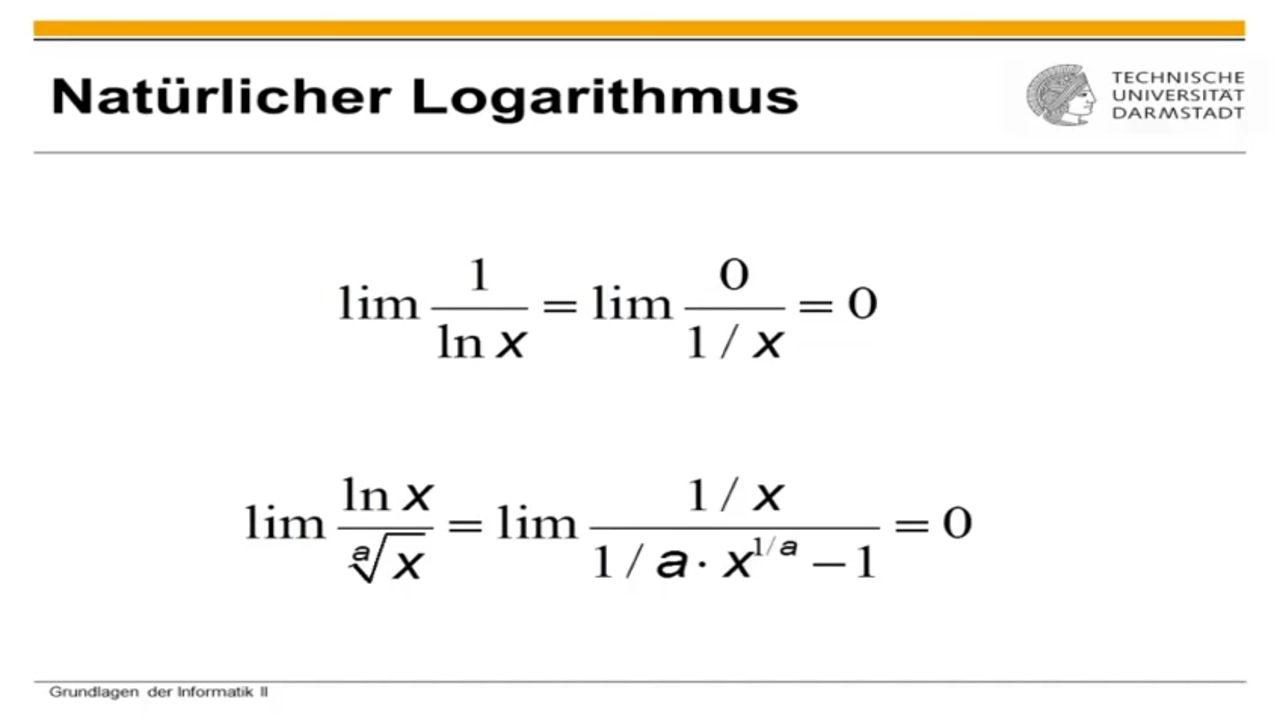 Natürlicher Logarithmus
TECHNISCHE
UNIVERSITÄT
DARMSTADT
lim 1 / ln x = lim 0 / (1 / x) = 0
lim ln x / ᵃ√x = lim (1 / x) / (1 / a · x^{1/a} − 1) = 0
Grundlagen der Informatik II